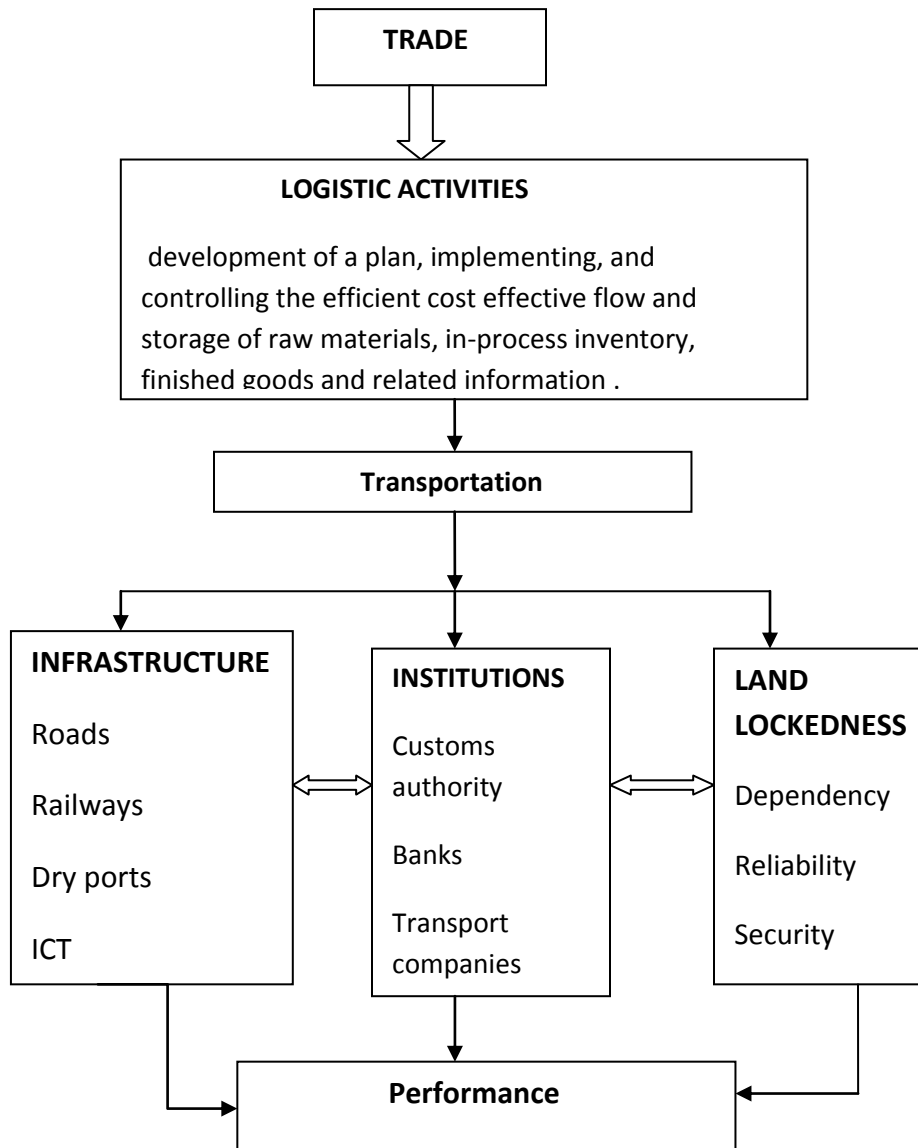 TRADE
LOGISTIC ACTIVITIES
development of a plan, implementing, and
controlling the efficient cost effective flow and
storage of raw materials, in-process inventory,
finished goods and related information .
Transportation
INFRASTRUCTURE
Roads
Railways
Dry ports
ICT
INSTITUTIONS
Customs
authority
Banks
Transport
companies
LAND
LOCKEDNESS
Dependency
Reliability
Security
Performance